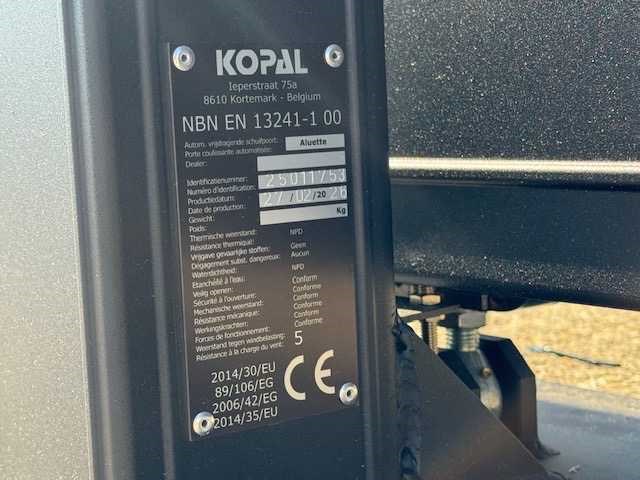 KOPAL
Ieperstraat 75a
8610 Kortemark - Belgium
NBN EN 13241-1 00
Autom. vrijdragende schuifpoort: Aluette
Porte coulissante automatisée:
Dealer:
Identificatienummer: 25011753
Numéro d'identification:
Productiedatum: 27/02/2026
Date de production:
Gewicht: Kg
Poids:
Thermische weerstand: NPD
Résistance thermique:
Vrijgave gevaarlijke stoffen: Geen
Dégagement subst. dangereux: Aucun
Waterdichtheid: NPD
Etanchéité à l'eau:
Veilig openen: Conform
Sécurité à l'ouverture: Conforme
Mechanische weerstand: Conform
Résistance mécanique: Conforme
Werkingskrachter: Conform
Forces de fonctionnement: Conforme
Weerstand tegen windbelasting: 5
Résistance à la charge du vent:
2014/30/EU
89/106/EG
2006/42/EG
2014/35/EU
CE